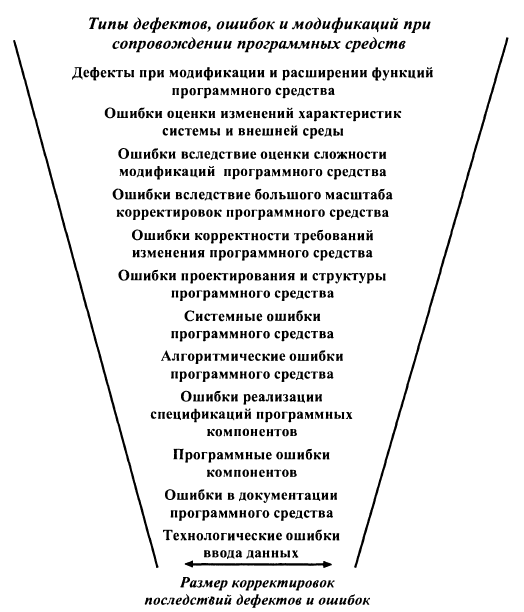 Типы дефектов, ошибок и модификаций при
сопровождении программных средств
Дефекты при модификации и расширении функций
программного средства
Ошибки оценки изменений характеристик
системы и внешней среды
Ошибки вследствие оценки сложности
модификаций программного средства
Ошибки вследствие большого масштаба
корректировок программного средства
Ошибки корректности требований
изменения программного средства
Ошибки проектирования и структуры
программного средства
Системные ошибки
программного средства
Алгоритмические ошибки
программного средства
Ошибки реализации
спецификаций программных
компонентов
Программные ошибки
компонентов
Ошибки в документации
программного средства
Технологические ошибки
ввода данных
Размер корректировок
последствий дефектов и ошибок